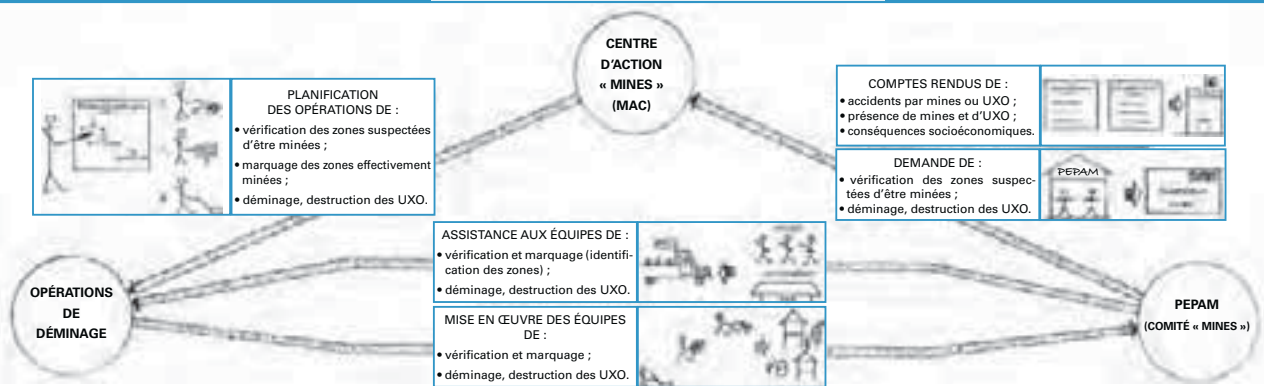 CENTRE
D'ACTION
« MINES »
(MAC)
PLANIFICATION
DES OPÉRATIONS DE :
• vérification des zones suspectées
d'être minées ;
• marquage des zones effectivement
minées ;
• déminage, destruction des UXO.
COMPTES RENDUS DE :
• accidents par mines ou UXO ;
• présence de mines et d'UXO ;
• conséquences socioéconomiques.
DEMANDE DE :
• vérification des zones suspec-
tées d'être minées ;
• déminage, destruction des UXO.
PEPAM
ASSISTANCE AUX ÉQUIPES DE :
• vérification et marquage (identifi-
cation des zones) ;
• déminage, destruction des UXO.
MISE EN ŒUVRE DES ÉQUIPES
DE :
• vérification et marquage ;
• déminage, destruction des UXO.
OPÉRATIONS
DE
DÉMINAGE
PEPAM
(COMITÉ « MINES »)